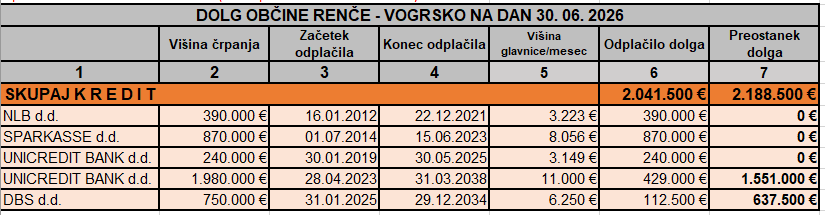 DOLG OBČINE RENČE - VOGRSKO NA DAN 30. 06. 2026
Višina črpanja Začetek odplačila Konec odplačila Višina glavnice/mesec Odplačilo dolga Preostanek dolga
1 2 3 4 5 6 7
SKUPAJ K R E D I T 2.041.500 € 2.188.500 €
NLB d.d. 390.000 € 16.01.2012 22.12.2021 3.223 € 390.000 € 0 €
SPARKASSE d.d. 870.000 € 01.07.2014 15.06.2023 8.056 € 870.000 € 0 €
UNICREDIT BANK d.d. 240.000 € 30.01.2019 30.05.2025 3.149 € 240.000 € 0 €
UNICREDIT BANK d.d. 1.980.000 € 28.04.2023 31.03.2038 11.000 € 429.000 € 1.551.000 €
DBS d.d. 750.000 € 31.01.2025 29.12.2034 6.250 € 112.500 € 637.500 €